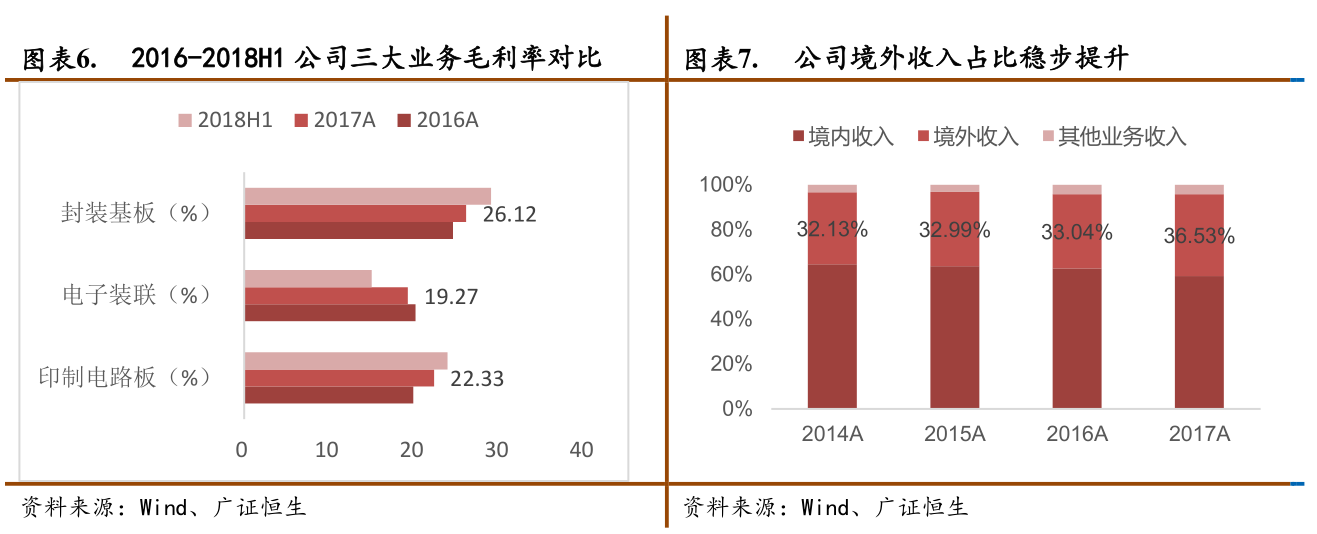 图表6. 2016-2018H1 公司三大业务毛利率对比
2018H1 2017A 2016A
封装基板（%） 26.12
电子装联（%） 19.27
印制电路板（%） 22.33
0 10 20 30 40
资料来源：Wind、广证恒生
图表7. 公司境外收入占比稳步提升
境内收入 境外收入 其他业务收入
100%
80%
60%
40%
20%
0%
32.13% 32.99% 33.04% 36.53%
2014A 2015A 2016A 2017A
资料来源：Wind、广证恒生